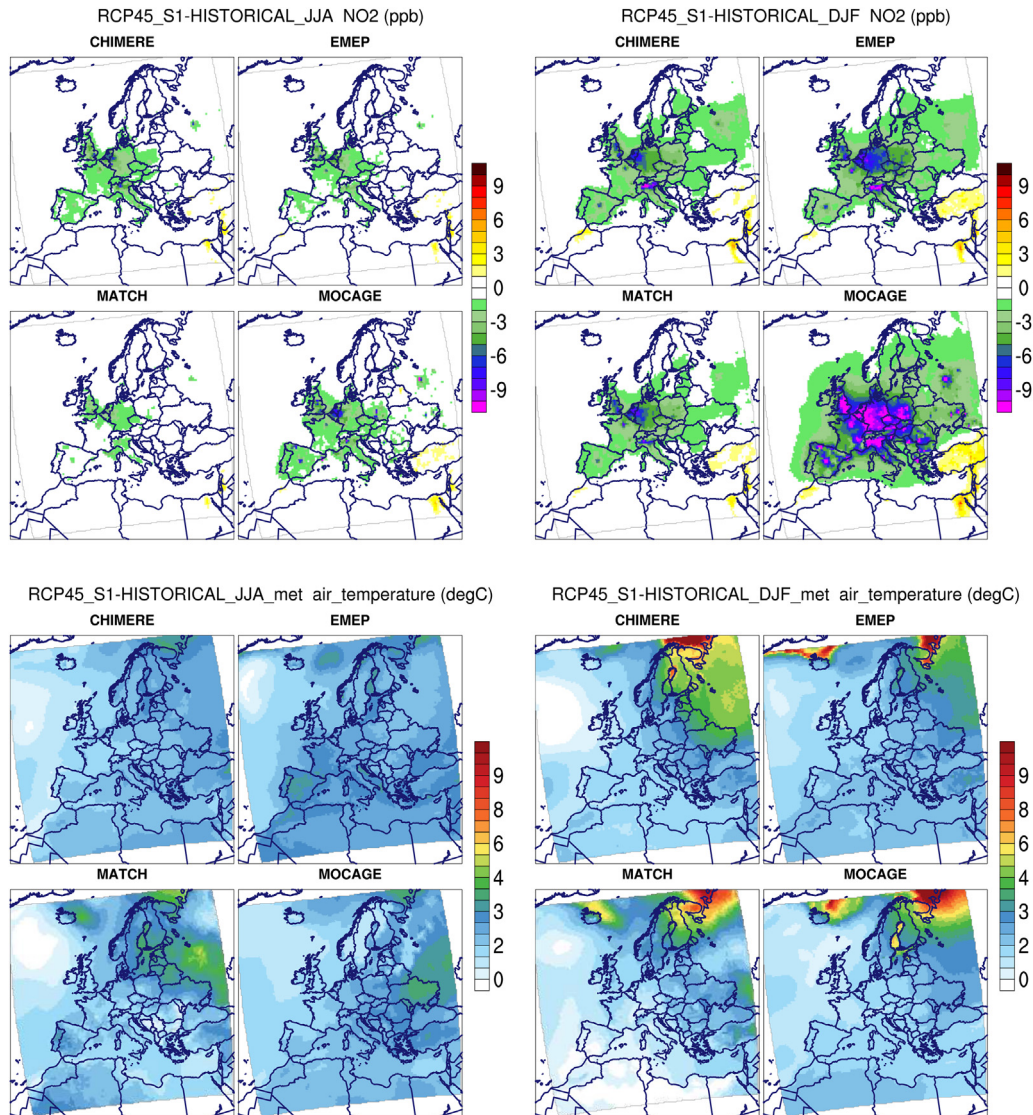 RCP45_S1-HISTORICAL_JJA NO2 (ppb)
CHIMERE EMEP
MATCH MOCAGE
9
6
3
0
-3
-6
-9
RCP45_S1-HISTORICAL_DJF NO2 (ppb)
CHIMERE EMEP
MATCH MOCAGE
9
6
3
0
-3
-6
-9
RCP45_S1-HISTORICAL_JJA_met air_temperature (degC)
CHIMERE EMEP
MATCH MOCAGE
9
8
6
4
3
2
0
RCP45_S1-HISTORICAL_DJF_met air_temperature (degC)
CHIMERE EMEP
MATCH MOCAGE
9
8
6
4
3
2
0